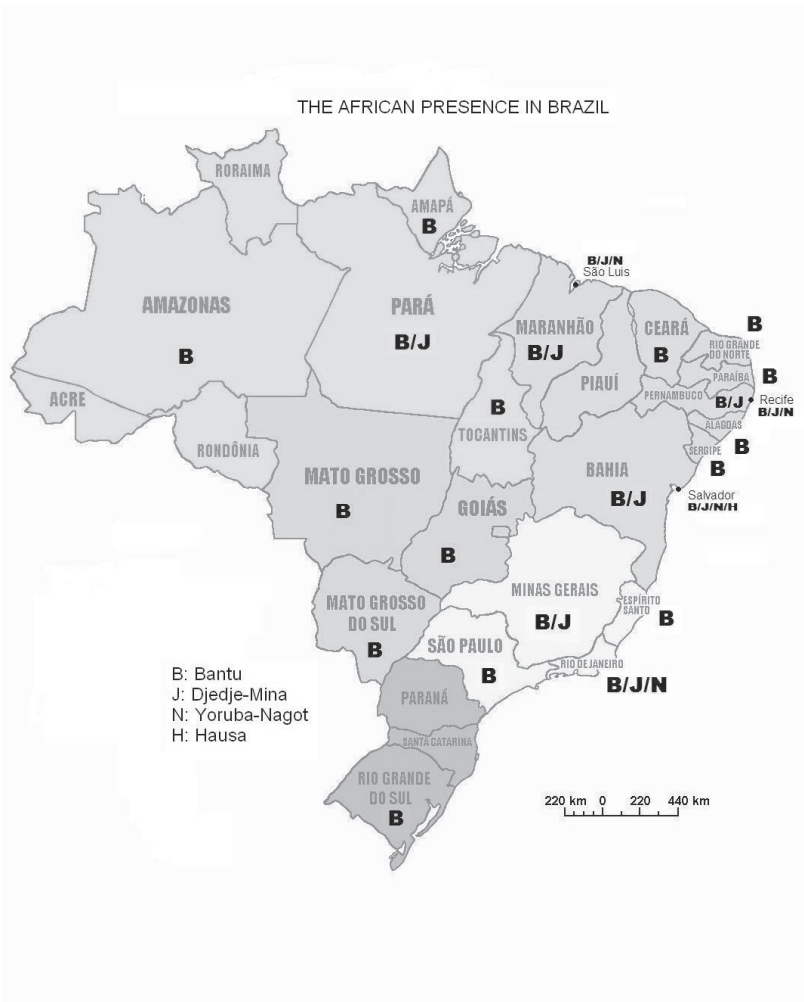 THE AFRICAN PRESENCE IN BRAZIL
RORAIMA
AMAPÁ
B
B/J/N
São Luis
AMAZONAS
B
PARÁ
B/J
MARANHÃO
B/J
CEARÁ
B
B
RIO GRANDE
DO NORTE
PARAÍBA
B
PIAUÍ
PERNAMBUCO
B/J
Recife
B/J/N
ACRE
RONDÔNIA
B
TOCANTINS
ALAGOAS
B
SERGIPE
B
MATO GROSSO
B
BAHIA
B/J
Salvador
B/J/N/H
GOIÁS
B
MINAS GERAIS
B/J
ESPÍRITO
SANTO
B
MATO GROSSO
DO SUL
B
SÃO PAULO
B
RIO DE JANEIRO
B/J/N
B: Bantu
J: Djedje-Mina
N: Yoruba-Nagot
H: Hausa
PARANÁ
SANTA CATARINA
RIO GRANDE
DO SUL
B
220 km 0 220 440 km